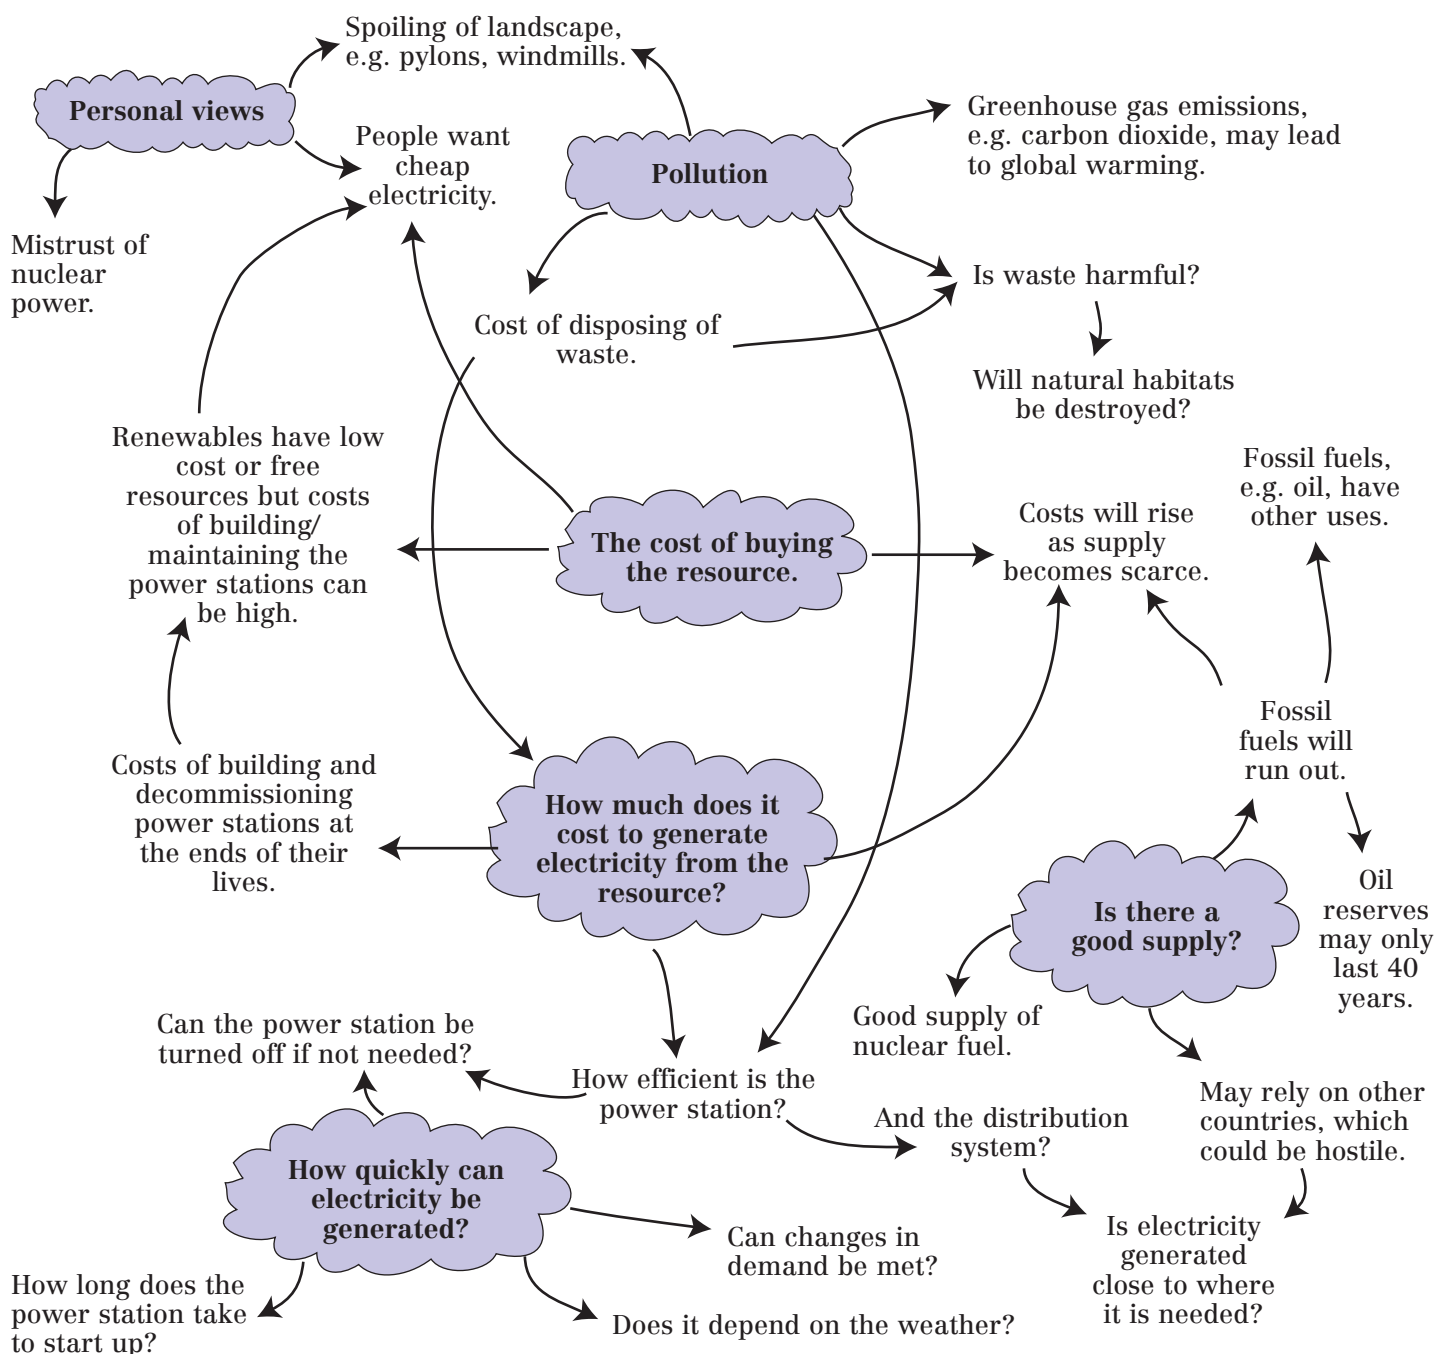 Spoiling of landscape,
e.g. pylons, windmills.
Personal views
People want
cheap
electricity.
Pollution
Greenhouse gas emissions,
e.g. carbon dioxide, may lead
to global warming.
Mistrust of
nuclear
power.
Is waste harmful?
Cost of disposing of
waste.
Will natural habitats
be destroyed?
Renewables have low
cost or free
resources but costs
of building/
maintaining the
power stations can
be high.
The cost of buying
the resource.
Costs will rise
as supply
becomes scarce.
Fossil fuels,
e.g. oil, have
other uses.
Fossil
fuels will
run out.
Costs of building and
decommissioning
power stations at
the ends of their
lives.
How much does it
cost to generate
electricity from the
resource?
Is there a
good supply?
Oil
reserves
may only
last 40
years.
Good supply of
nuclear fuel.
Can the power station be
turned off if not needed?
How efficient is the
power station?
And the distribution
system?
May rely on other
countries, which
could be hostile.
How quickly can
electricity be
generated?
Can changes in
demand be met?
Is electricity
generated
close to where
it is needed?
How long does the
power station take
to start up?
Does it depend on the weather?